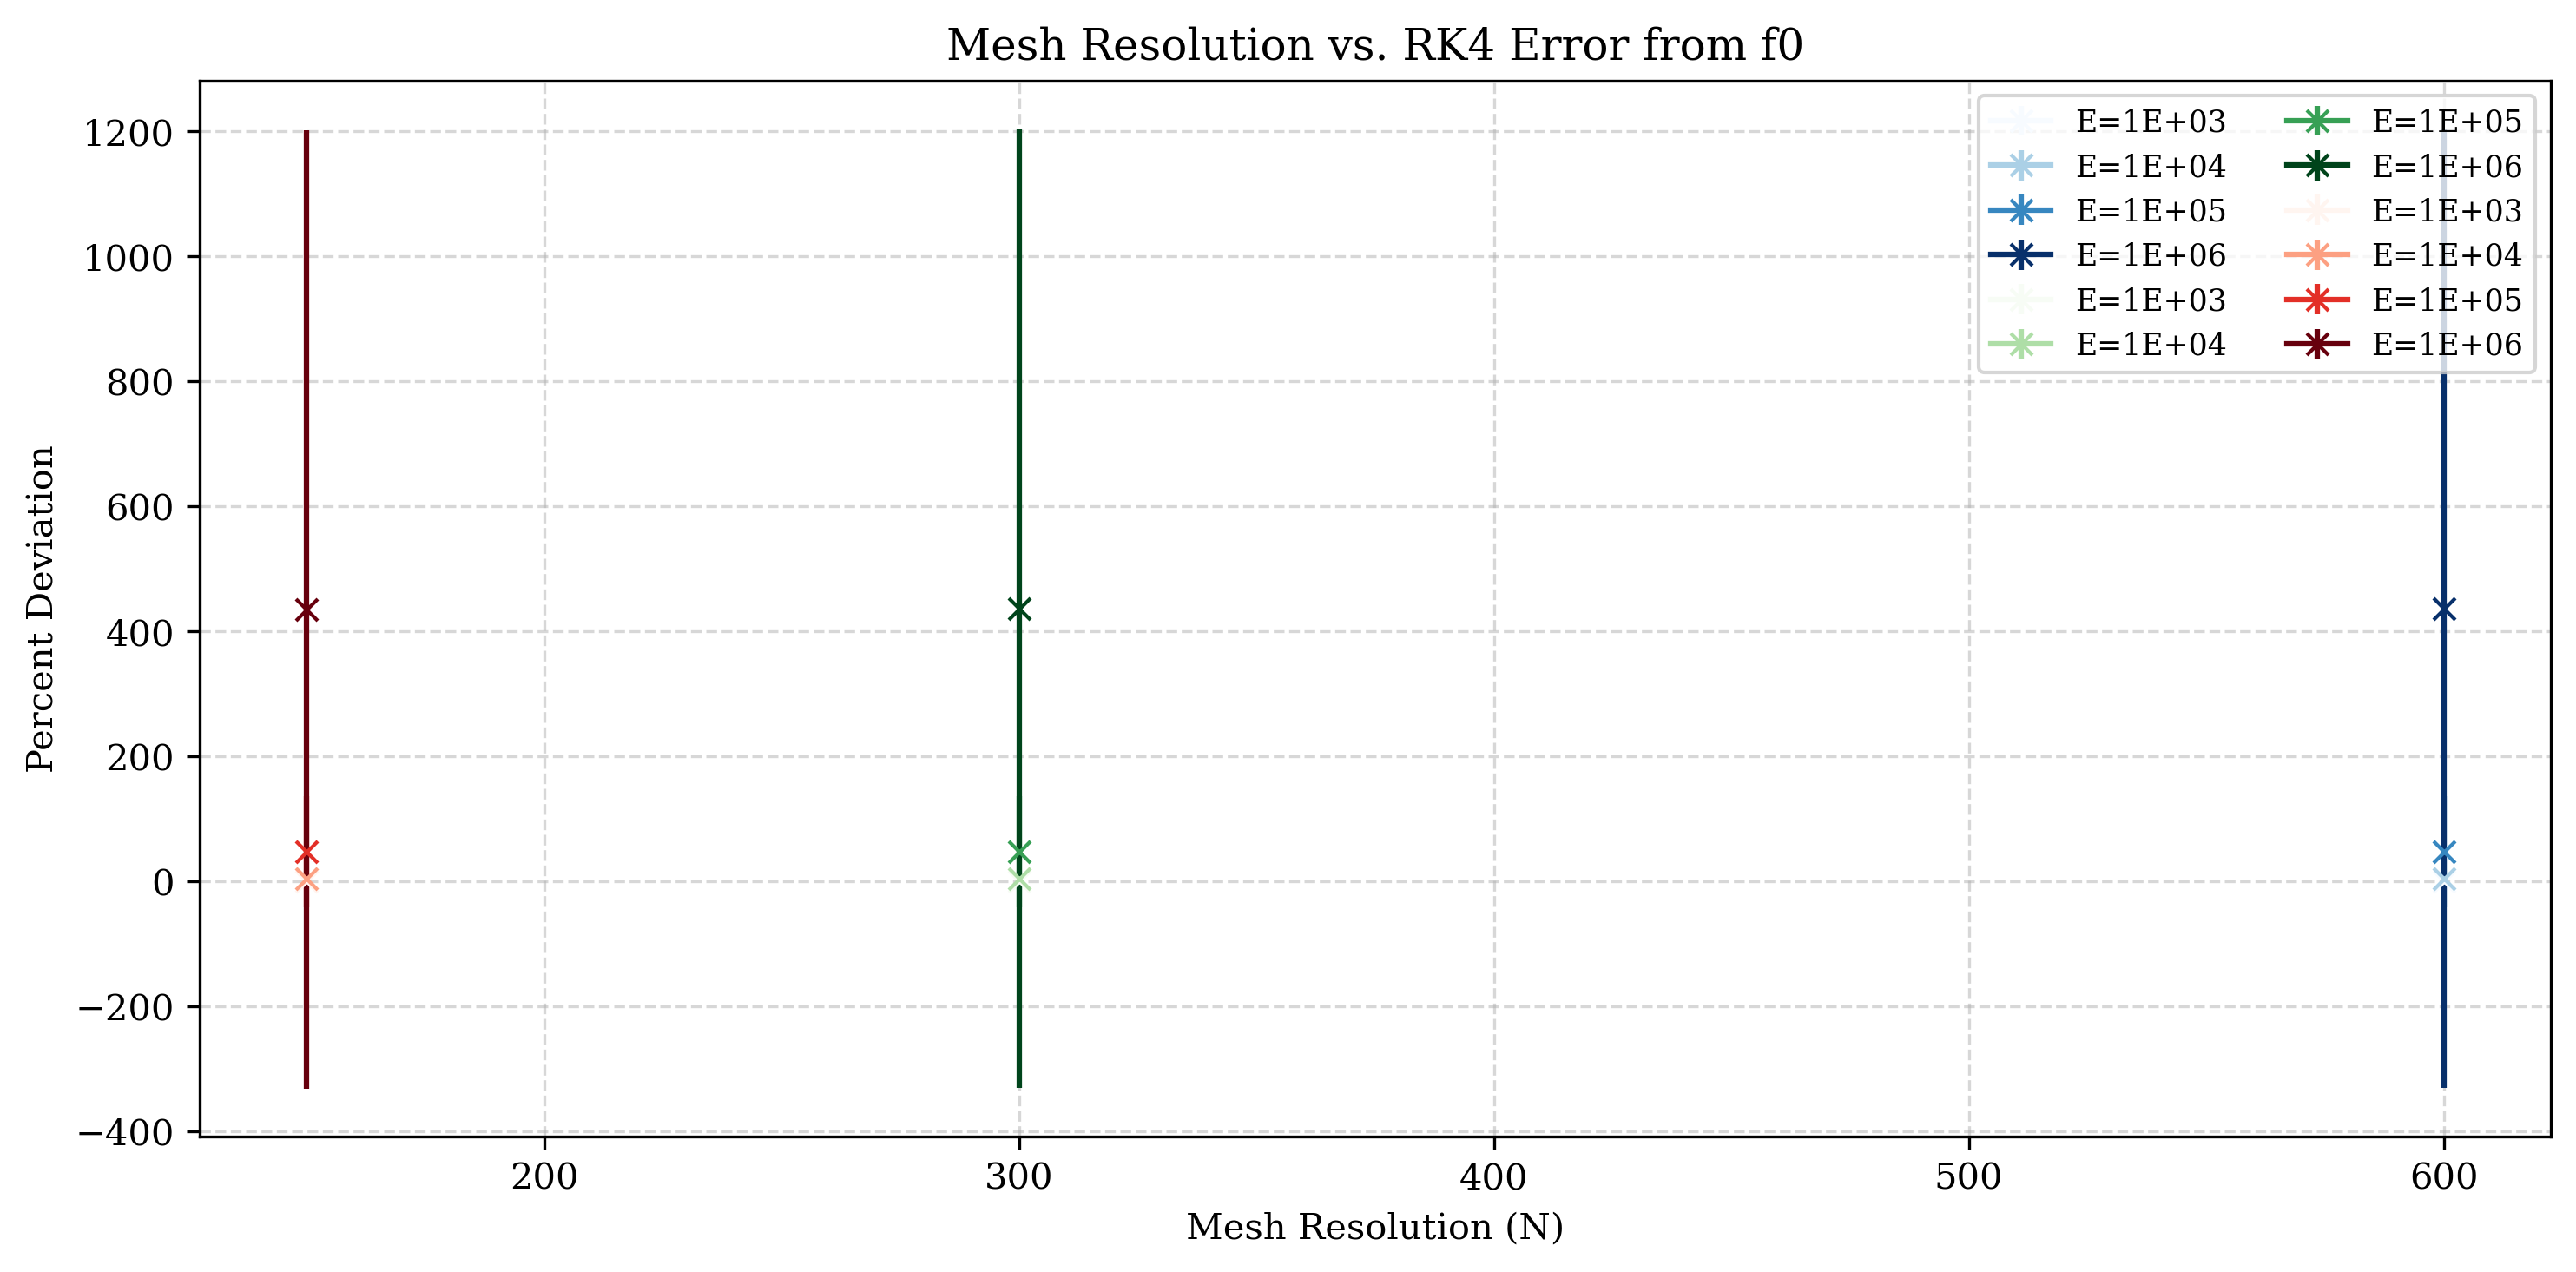 Mesh Resolution vs. RK4 Error from f0
Percent Deviation
1200
1000
800
600
400
200
0
−200
−400
200
300
400
500
600
Mesh Resolution (N)
E=1E+03
E=1E+04
E=1E+05
E=1E+06
E=1E+03
E=1E+04
E=1E+05
E=1E+06
E=1E+03
E=1E+04
E=1E+05
E=1E+06